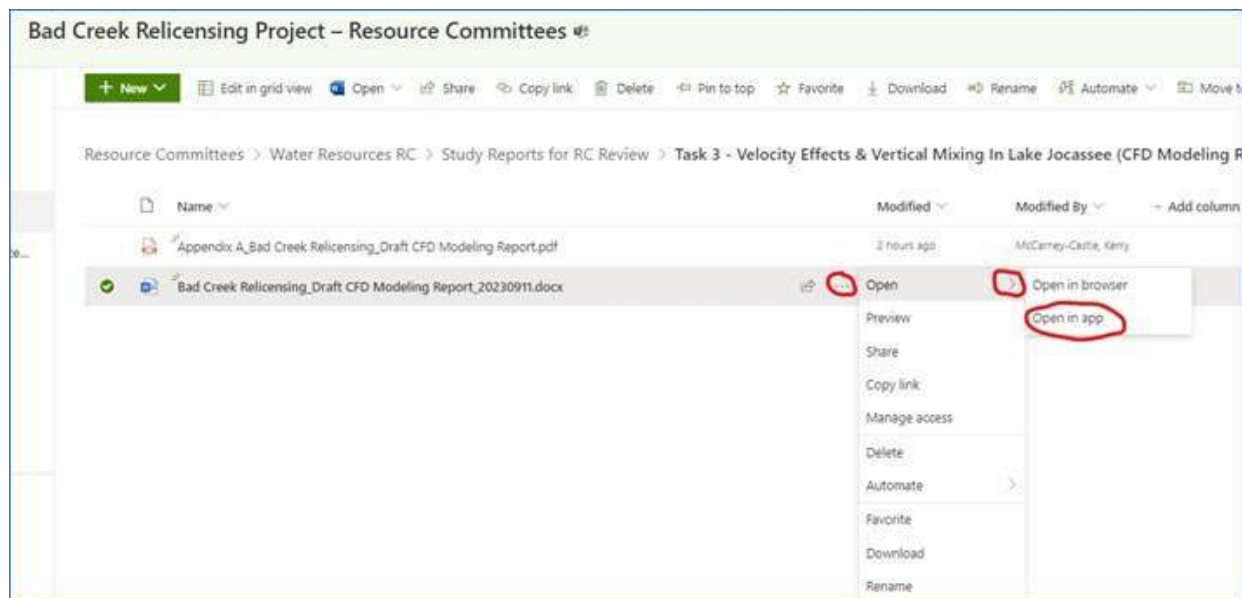 Bad Creek Relicensing Project – Resource Committees
+ New Edit in grid view Open Share Copy link Delete Pin to top Favorite Download Rename Automate Move t
Resource Committees > Water Resources RC > Study Reports for RC Review > Task 3 - Velocity Effects & Vertical Mixing In Lake Jocassee (CFD Modeling R
Name Modified Modified By + Add column
Appendix A_Bad Creek Relicensing_Draft CFD Modeling Report.pdf 2 hours ago McCarney-Castle, Kerry
Bad Creek Relicensing_Draft CFD Modeling Report_20230911.docx ... Open > Open in browser
Preview Open in app
Share
Copy link
Manage access
Delete
Automate >
Favorite
Download
Rename